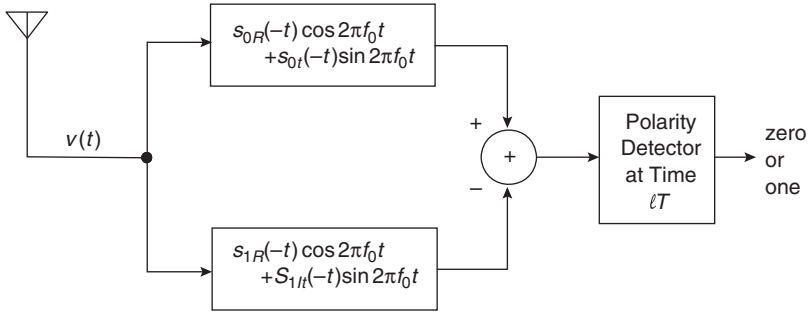 s₀R(−t) cos 2πf₀t
+s₀t(−t) sin 2πf₀t
v(t)
+
+
−
Polarity
Detector
at Time
ℓT
zero
or
one
s₁R(−t) cos 2πf₀t
+S₁It(−t) sin 2πf₀t